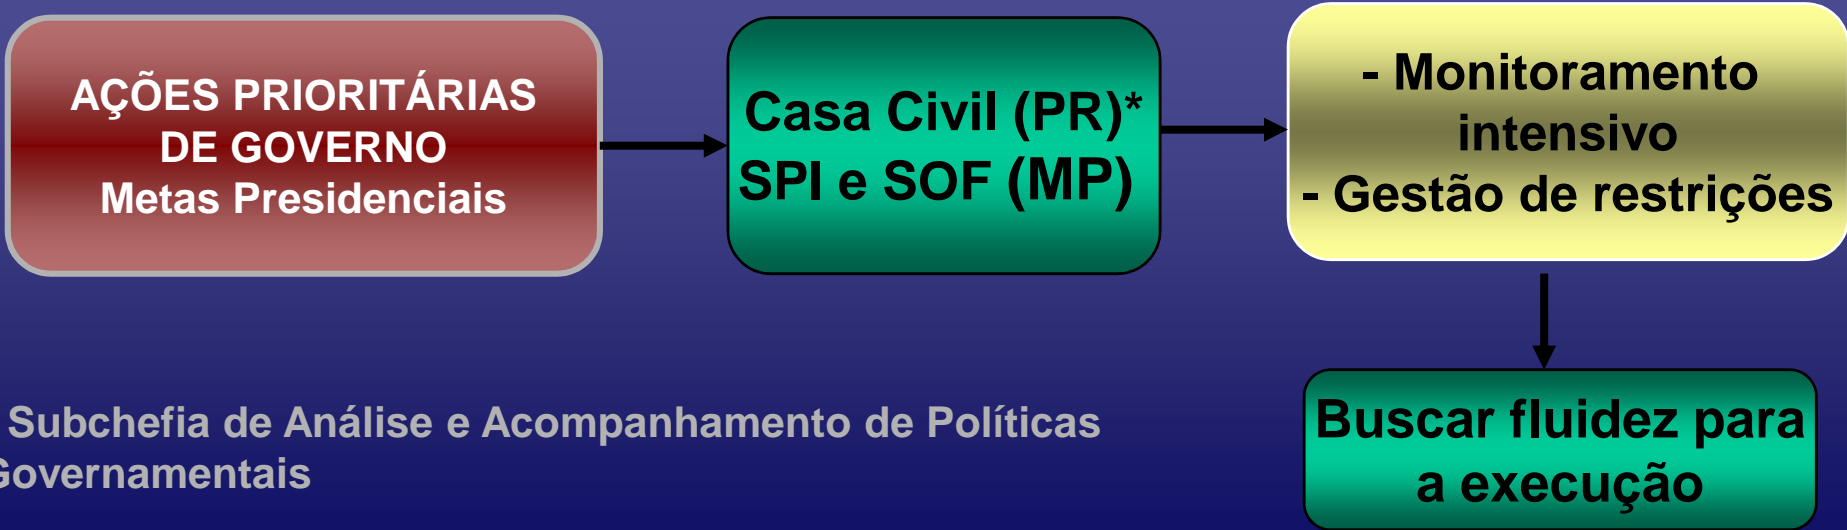 AÇÕES PRIORITÁRIAS
DE GOVERNO
Metas Presidenciais
Casa Civil (PR)*
SPI e SOF (MP)
- Monitoramento
intensivo
- Gestão de restrições
Buscar fluidez para
a execução
Subchefia de Análise e Acompanhamento de Políticas
Governamentais